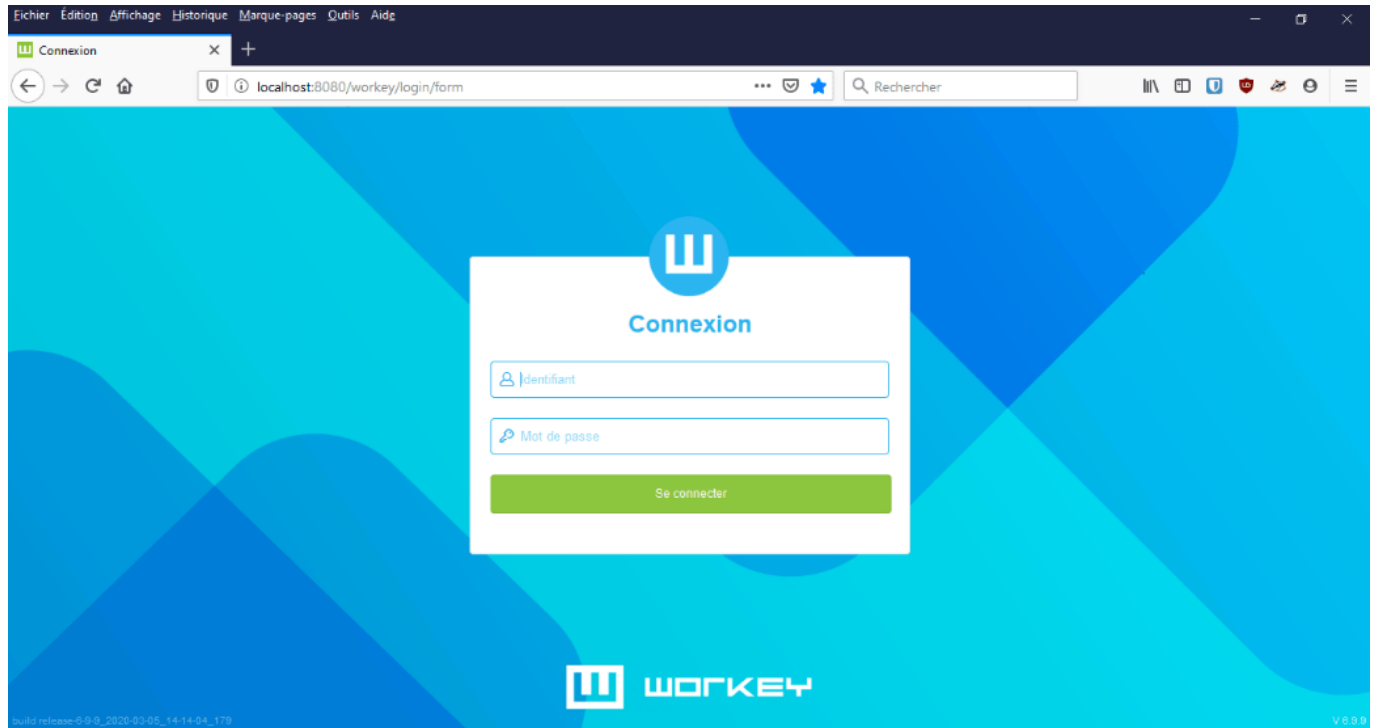 Fichier Édition Affichage Historique Marque-pages Outils Aide
Connexion
localhost:8080/workey/login/form
Rechercher
Connexion
Identifiant
Mot de passe
Se connecter
WORKEY
build release-6-9-9_2020-03-05_14-14-04_179
V 6.9.9